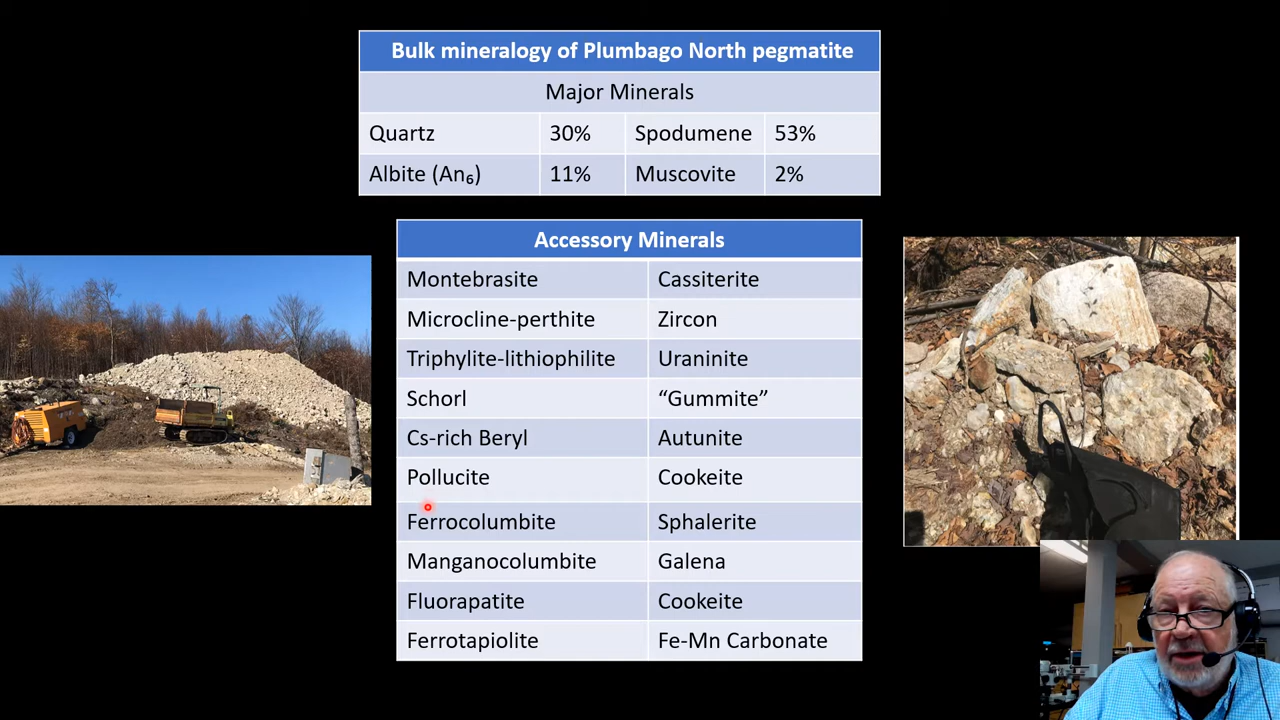 Bulk mineralogy of Plumbago North pegmatite
Major Minerals
Quartz 30% Spodumene 53%
Albite (An₆) 11% Muscovite 2%
Accessory Minerals
Montebrasite Cassiterite
Microcline-perthite Zircon
Triphylite-lithiophilite Uraninite
Schorl “Gummite”
Cs-rich Beryl Autunite
Pollucite Cookeite
Ferrocolumbite Sphalerite
Manganocolumbite Galena
Fluorapatite Cookeite
Ferrotapiolite Fe-Mn Carbonate